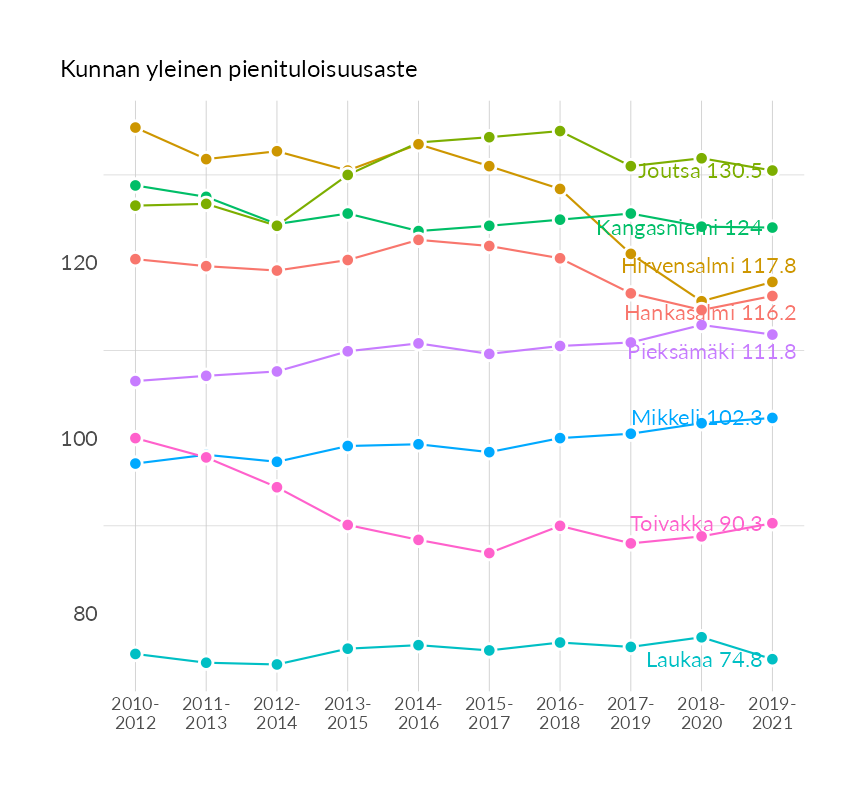 Kunnan yleinen pienituloisuusaste
Joutsa 130.5
Kangasniemi 124
120
Hirvensalmi 117.8
Hankasalmi 116.2
Pieksämäki 111.8
Mikkeli 102.3
100
Toivakka 90.3
80
Laukaa 74.8
2010- 2011- 2012- 2013- 2014- 2015- 2016- 2017- 2018- 2019-
2012 2013 2014 2015 2016 2017 2018 2019 2020 2021